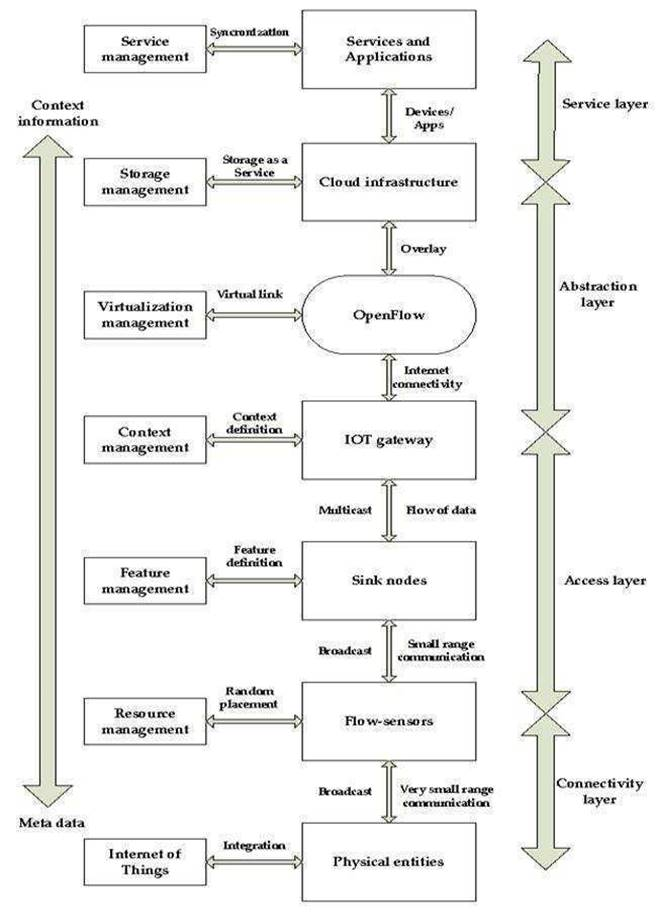 Service
management
Syncronization
Services and
Applications
Service layer
Context
information
Devices/
Apps
Storage
management
Storage as a
Service
Cloud infrastructure
Overlay
Abstraction
layer
Virtualization
management
Virtual link
OpenFlow
Internet
connectivity
Context
management
Context
definition
IOT gateway
Multicast
Flow of data
Feature
management
Feature
definition
Sink nodes
Access layer
Broadcast
Small range
communication
Resource
management
Random
placement
Flow-sensors
Broadcast
Very small range
communication
Connectivity
layer
Meta data
Internet of
Things
Integration
Physical entities